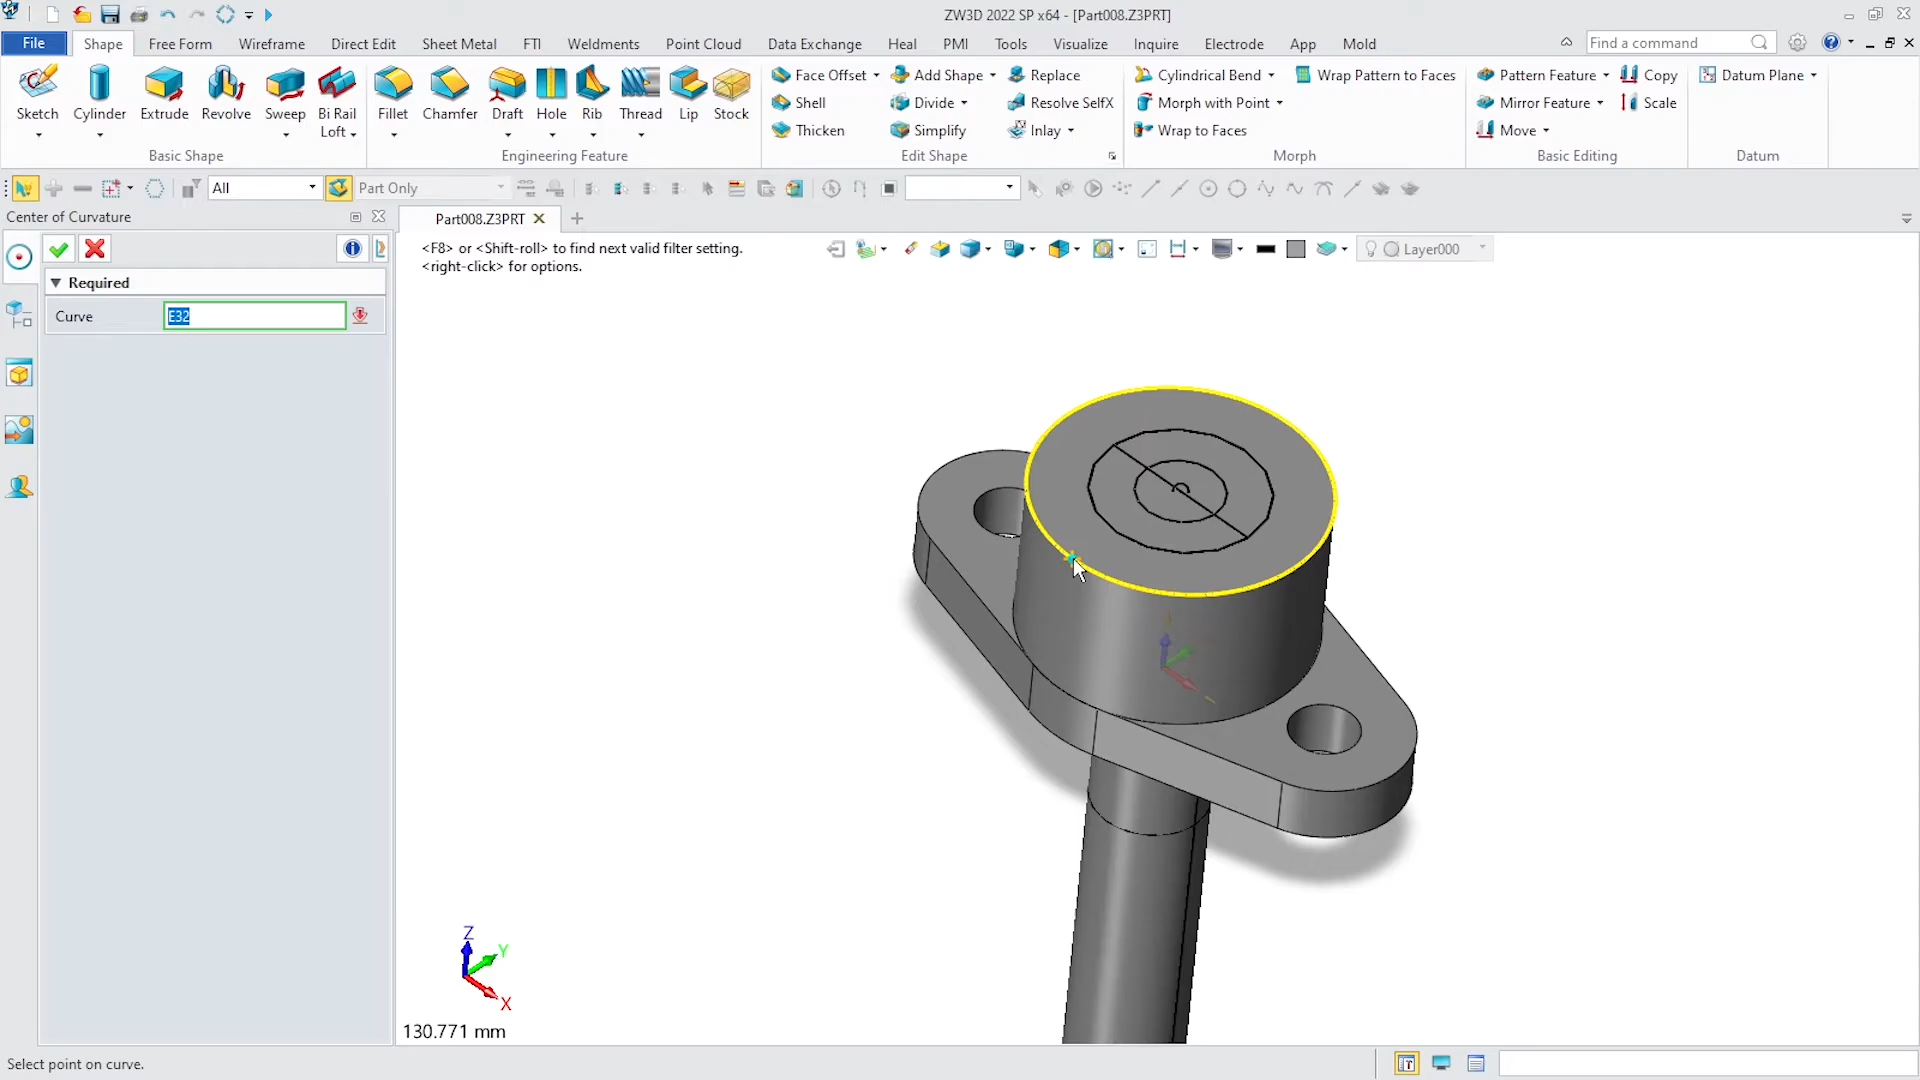 ZW3D 2022 SP x64 - [Part008.Z3PRT]
File Shape Free Form Wireframe Direct Edit Sheet Metal FTI Weldments Point Cloud Data Exchange Heal PMI Tools Visualize Inquire Electrode App Mold Find a command
Face Offset Add Shape Replace Cylindrical Bend Wrap Pattern to Faces Pattern Feature Copy Datum Plane
Shell Divide Resolve SelfX Morph with Point Mirror Feature Scale
Sketch Cylinder Extrude Revolve Sweep Bi Rail Fillet Chamfer Draft Hole Rib Thread Lip Stock
Loft Thicken Simplify Inlay Wrap to Faces Move
Basic Shape Engineering Feature Edit Shape Morph Basic Editing Datum
All Part Only
Center of Curvature Part008.Z3PRT
<F8> or <Shift-roll> to find next valid filter setting. Layer000
<right-click> for options.
Required
Curve E32
Z
Y
X
130.771 mm
Select point on curve.